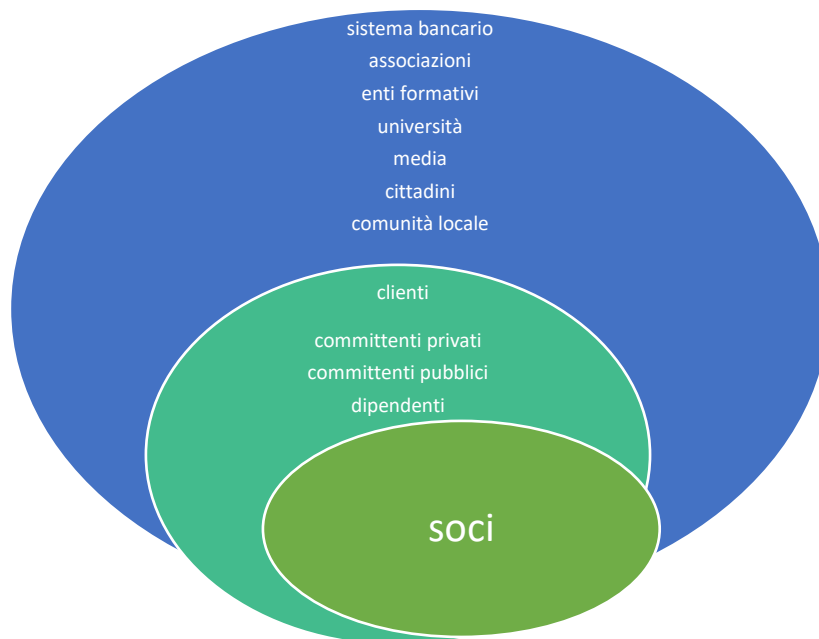 sistema bancario
associazioni
enti formativi
università
media
cittadini
comunità locale
clienti
committenti privati
committenti pubblici
dipendenti
soci